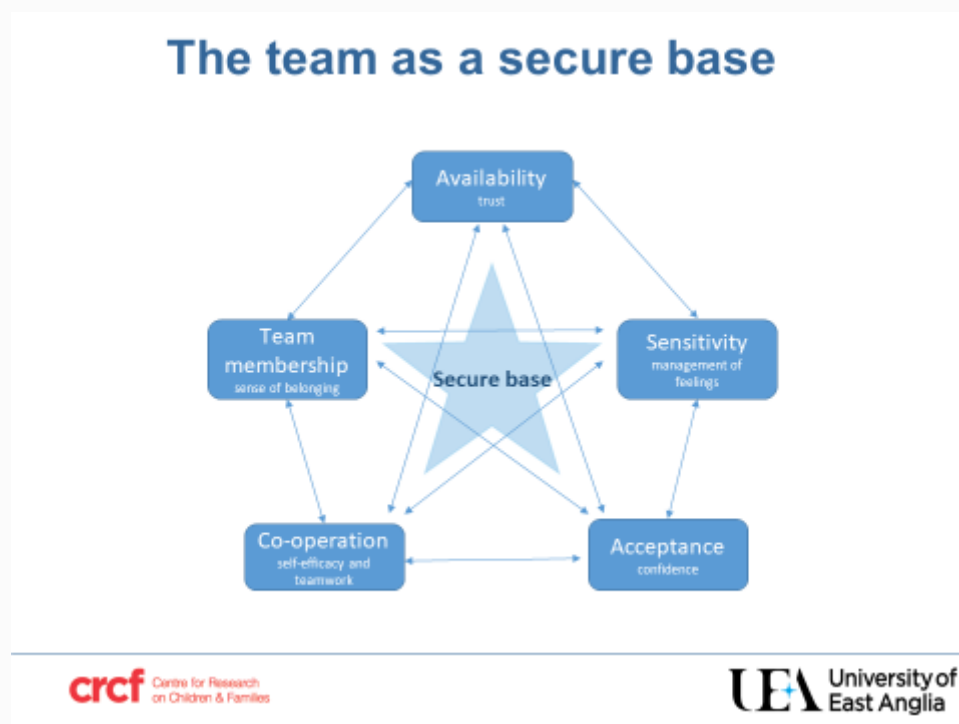 The team as a secure base
Availability
trust
Team
membership
sense of belonging
Sensitivity
management of
feelings
Secure base
Co-operation
self-efficacy and
teamwork
Acceptance
confidence
crcf
Centre for Research
on Children & Families
UEA
University of
East Anglia